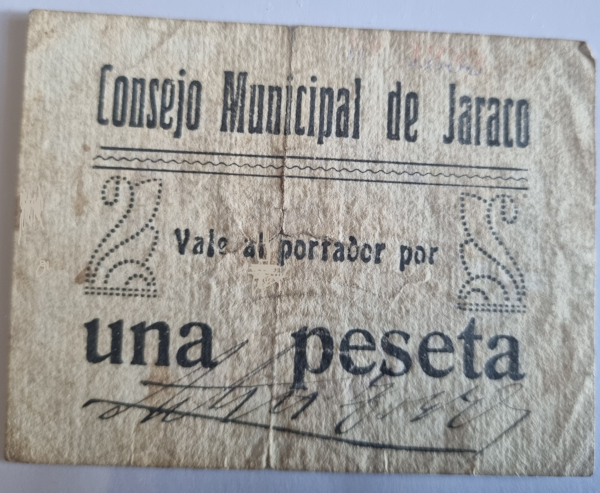 Consejo Municipal de Jaraco
Vale al portador por
una peseta